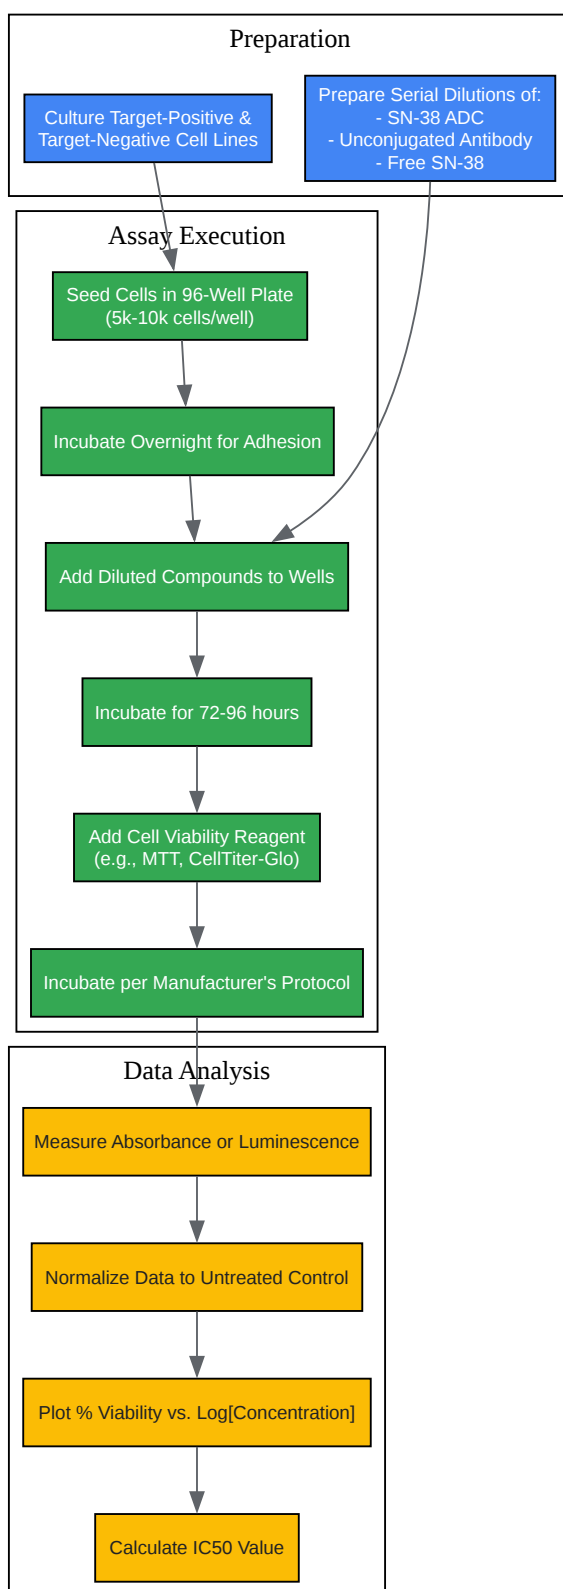 Preparation
Culture Target-Positive &
Target-Negative Cell Lines
Prepare Serial Dilutions of:
- SN-38 ADC
- Unconjugated Antibody
- Free SN-38
Assay Execution
Seed Cells in 96-Well Plate
(5k-10k cells/well)
Incubate Overnight for Adhesion
Add Diluted Compounds to Wells
Incubate for 72-96 hours
Add Cell Viability Reagent
(e.g., MTT, CellTiter-Glo)
Incubate per Manufacturer's Protocol
Data Analysis
Measure Absorbance or Luminescence
Normalize Data to Untreated Control
Plot % Viability vs. Log[Concentration]
Calculate IC50 Value